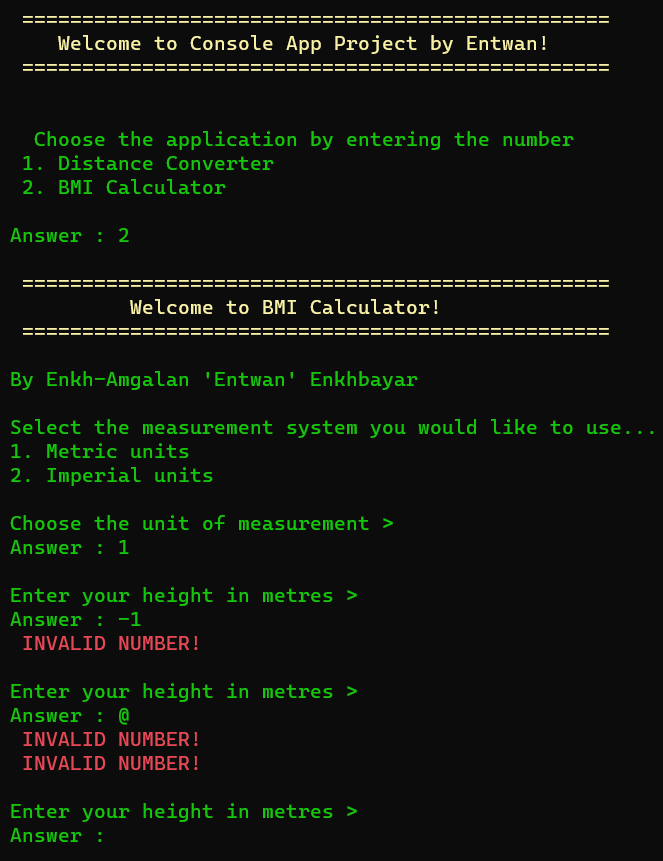 =================================================
Welcome to Console App Project by Entwan!
=================================================
Choose the application by entering the number
1. Distance Converter
2. BMI Calculator
Answer : 2
=================================================
Welcome to BMI Calculator!
=================================================
By Enkh-Amgalan 'Entwan' Enkhbayar
Select the measurement system you would like to use...
1. Metric units
2. Imperial units
Choose the unit of measurement >
Answer : 1
Enter your height in metres >
Answer : -1
INVALID NUMBER!
Enter your height in metres >
Answer : @
INVALID NUMBER!
INVALID NUMBER!
Enter your height in metres >
Answer :